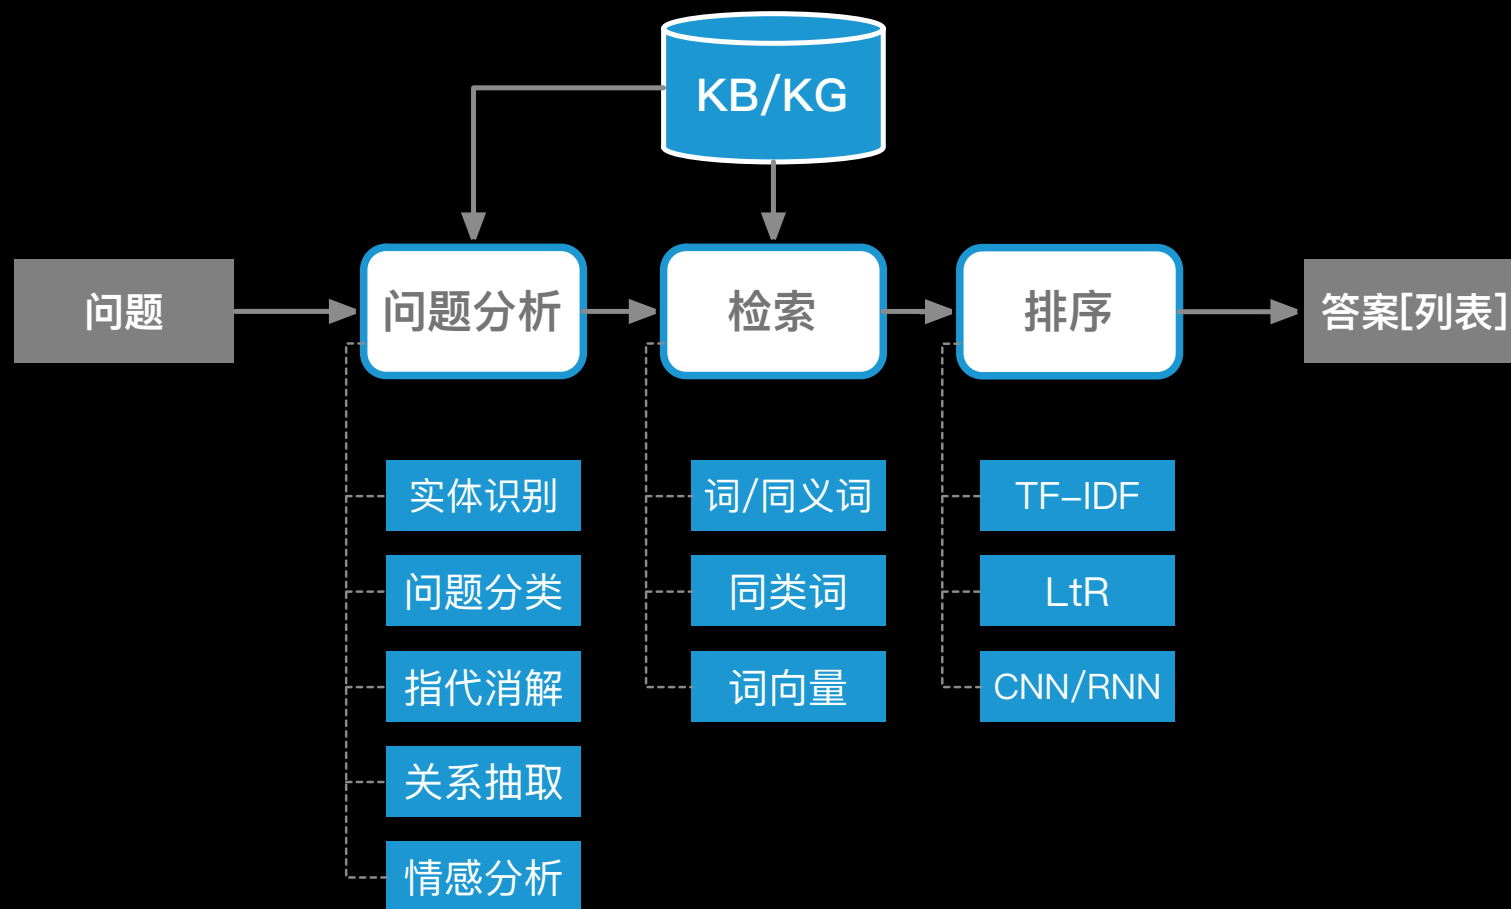 KB/KG
问题
问题分析
检索
排序
答案[列表]
实体识别
问题分类
指代消解
关系抽取
情感分析
词/同义词
同类词
词向量
TF-IDF
LtR
CNN/RNN